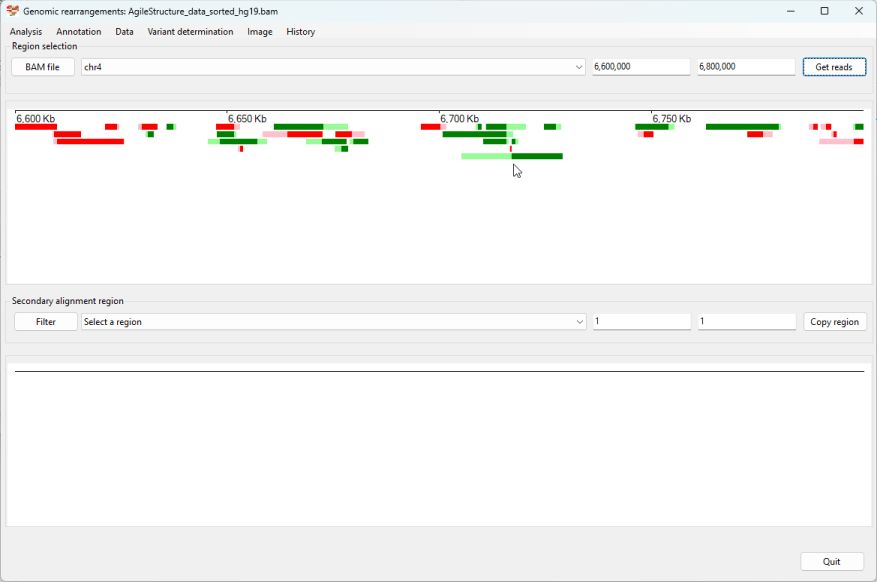 Genomic rearrangements: AgileStructure_data_sorted_hg19.bam
Analysis Annotation Data Variant determination Image History
Region selection
BAM file chr4 6,600,000 6,800,000 Get reads
6,600 Kb 6,650 Kb 6,700 Kb 6,750 Kb
Secondary alignment region
Filter Select a region 1 1 Copy region
Quit